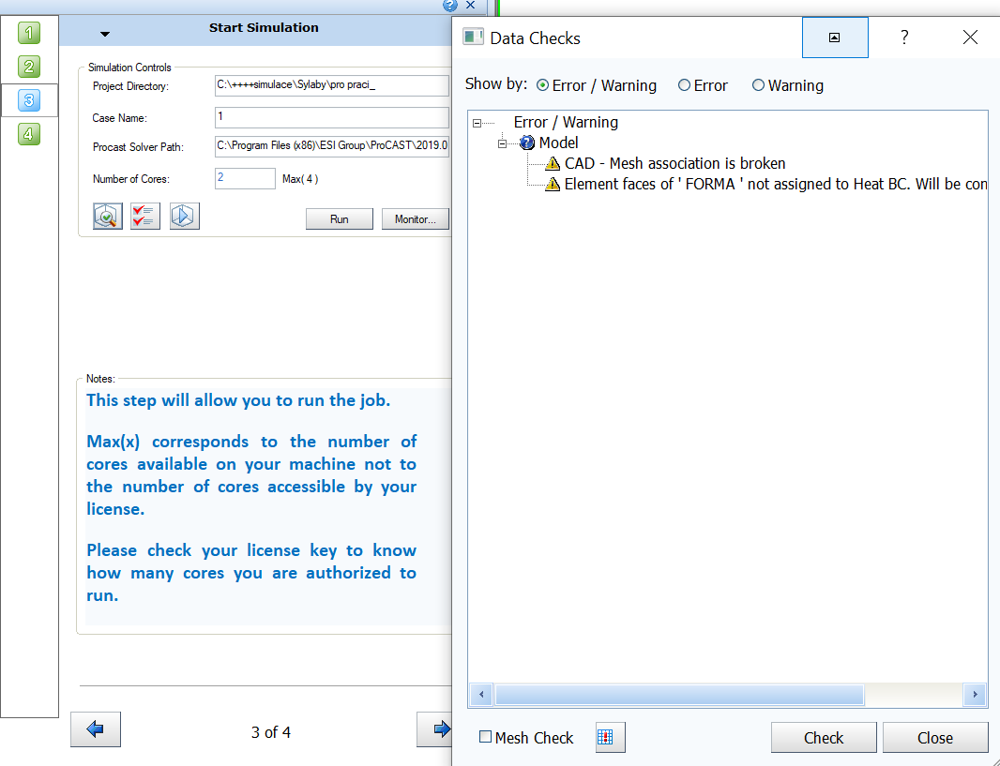 Start Simulation
1
2
3
4
Simulation Controls
Project Directory:
C:\++++simulace\Sylaby\pro praci_
Case Name:
1
Procast Solver Path:
C:\Program Files (x86)\ESI Group\ProCAST\2019.0
Number of Cores:
2
Max( 4 )
Run
Monitor...
Notes:
This step will allow you to run the job.
Max(x) corresponds to the number of
cores available on your machine not to
the number of cores accessible by your
license.
Please check your license key to know
how many cores you are authorized to
run.
3 of 4
Data Checks
?
Show by:
Error / Warning
Error
Warning
Error / Warning
Model
CAD - Mesh association is broken
Element faces of ' FORMA ' not assigned to Heat BC. Will be con
Mesh Check
Check
Close